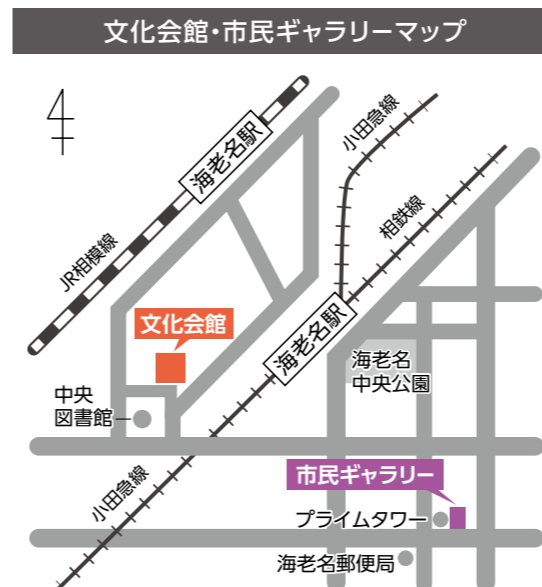 文化会館・市民ギャラリーマップ
海老名駅
小田急線
JR相模線
相鉄線
文化会館
海老名駅
海老名
中央公園
中央
図書館
小田急線
市民ギャラリー
プライムタワー
海老名郵便局